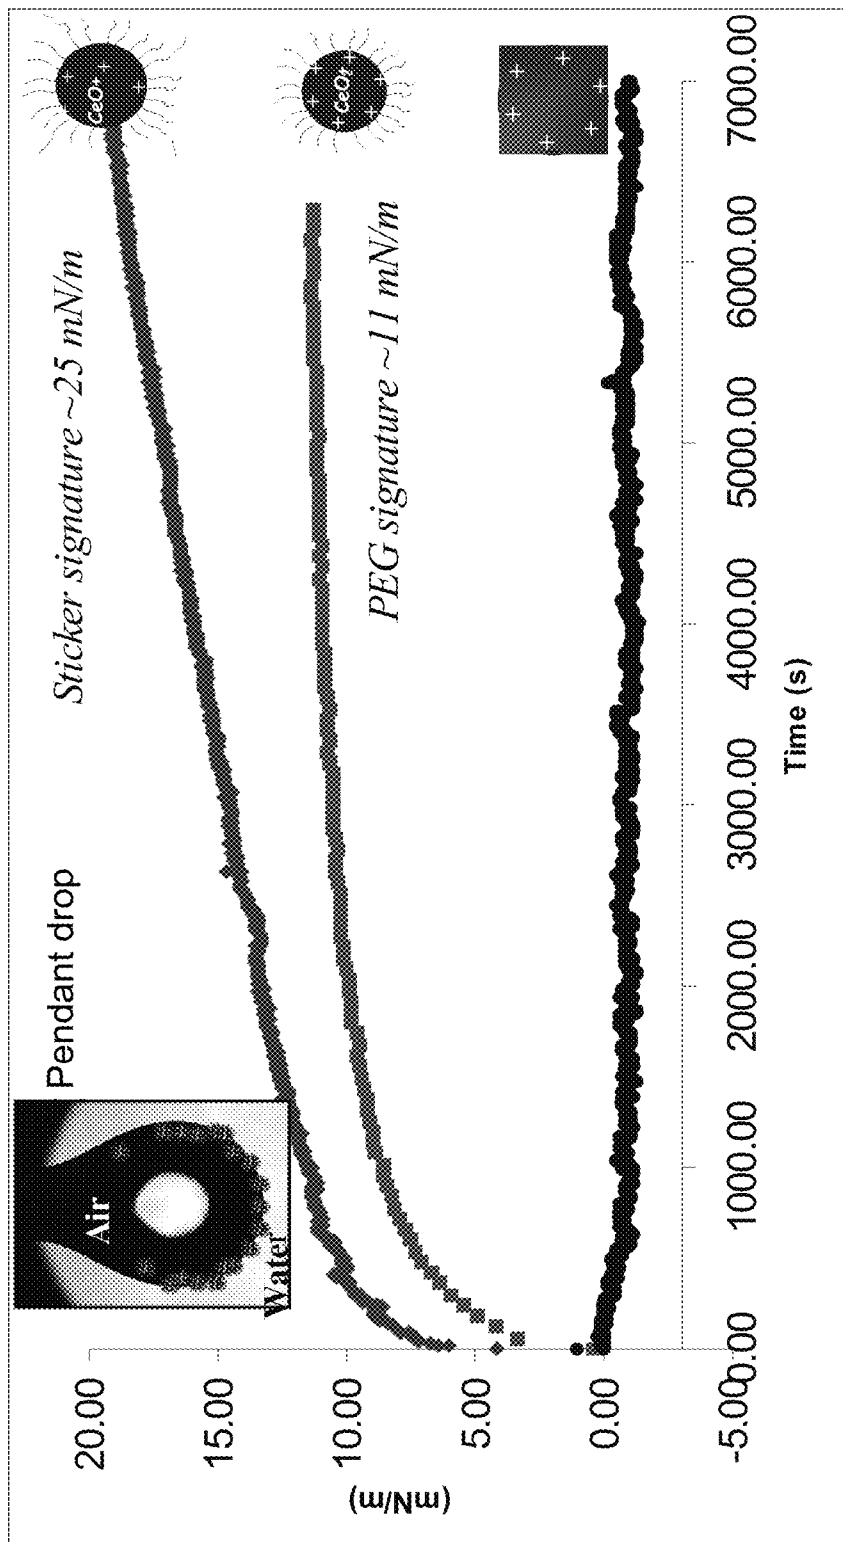 Pendant drop
Air
Water
Sticker signature ~25 mN/m
CeO+
PEG signature ~11 mN/m
CeO₂
(mN/m)
20.00
15.00
10.00
5.00
0.00
-5.00
0.00
1000.00
2000.00
3000.00
4000.00
5000.00
6000.00
7000.00
Time (s)